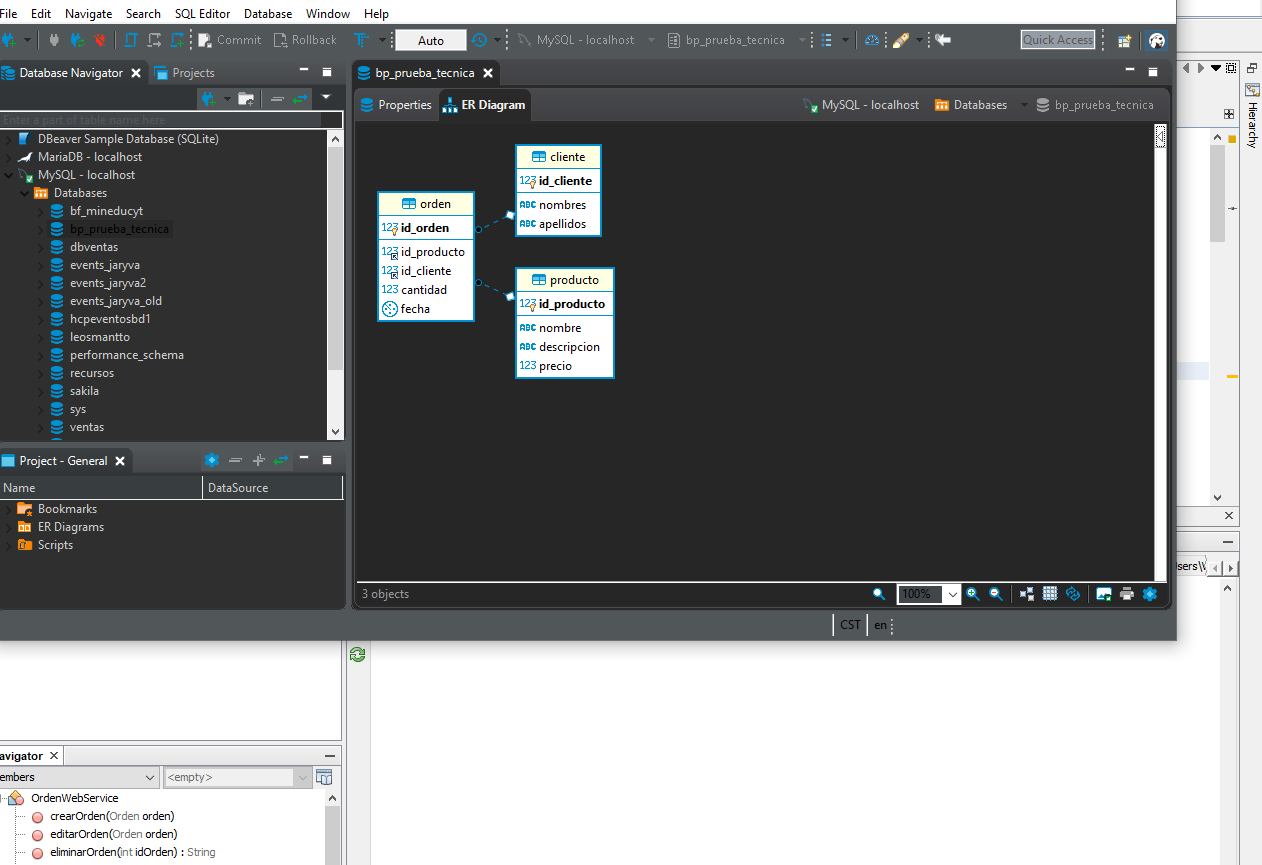 File Edit Navigate Search SQL Editor Database Window Help
Commit Rollback Auto MySQL - localhost bp_prueba_tecnica Quick Access
Database Navigator Projects
Enter a part of table name here
DBeaver Sample Database (SQLite)
MariaDB - localhost
MySQL - localhost
Databases
bf_mineducyt
bp_prueba_tecnica
dbventas
events_jaryva
events_jaryva2
events_jaryva_old
hcpeventosbd1
leosmantto
performance_schema
recursos
sakila
sys
ventas
Project - General
Name DataSource
Bookmarks
ER Diagrams
Scripts
bp_prueba_tecnica
Properties ER Diagram MySQL - localhost Databases bp_prueba_tecnica
cliente
123 id_cliente
ABC nombres
ABC apellidos
orden
123 id_orden
123 id_producto
123 id_cliente
123 cantidad
fecha
producto
123 id_producto
ABC nombre
ABC descripcion
123 precio
3 objects 100%
CST en
Hierarchy
sers\
avigator
embers <empty>
OrdenWebService
crearOrden(Orden orden)
editarOrden(Orden orden)
eliminarOrden(int idOrden) : String